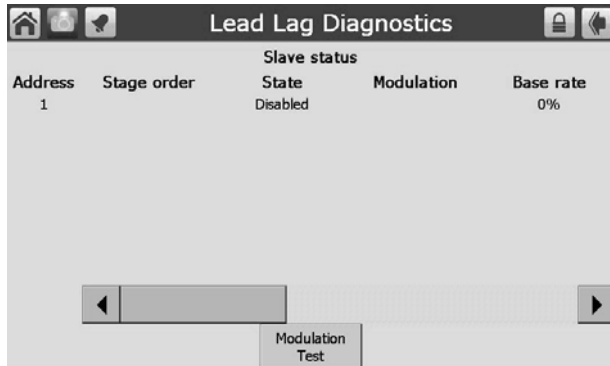 Lead Lag Diagnostics
Slave status
Address Stage order State Modulation Base rate
1 Disabled 0%
Modulation
Test